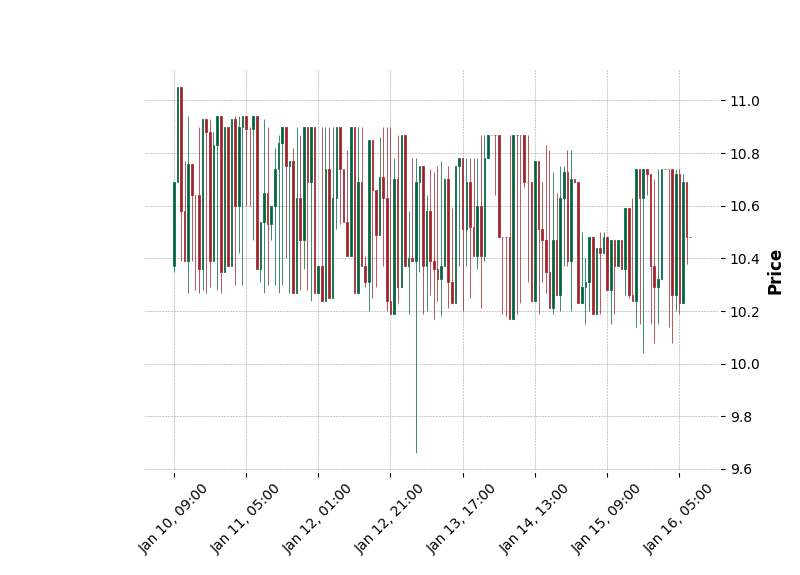 11.0
10.8
10.6
10.4
10.2
10.0
9.8
9.6
Price
Jan 10, 09:00
Jan 11, 05:00
Jan 12, 01:00
Jan 12, 21:00
Jan 13, 17:00
Jan 14, 13:00
Jan 15, 09:00
Jan 16, 05:00